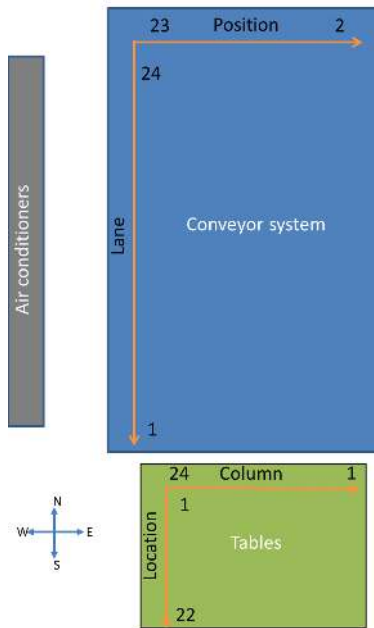 23 Position 2
24
Air conditioners
Lane
Conveyor system
1
24 Column 1
1
N
W E
S
Location
Tables
22